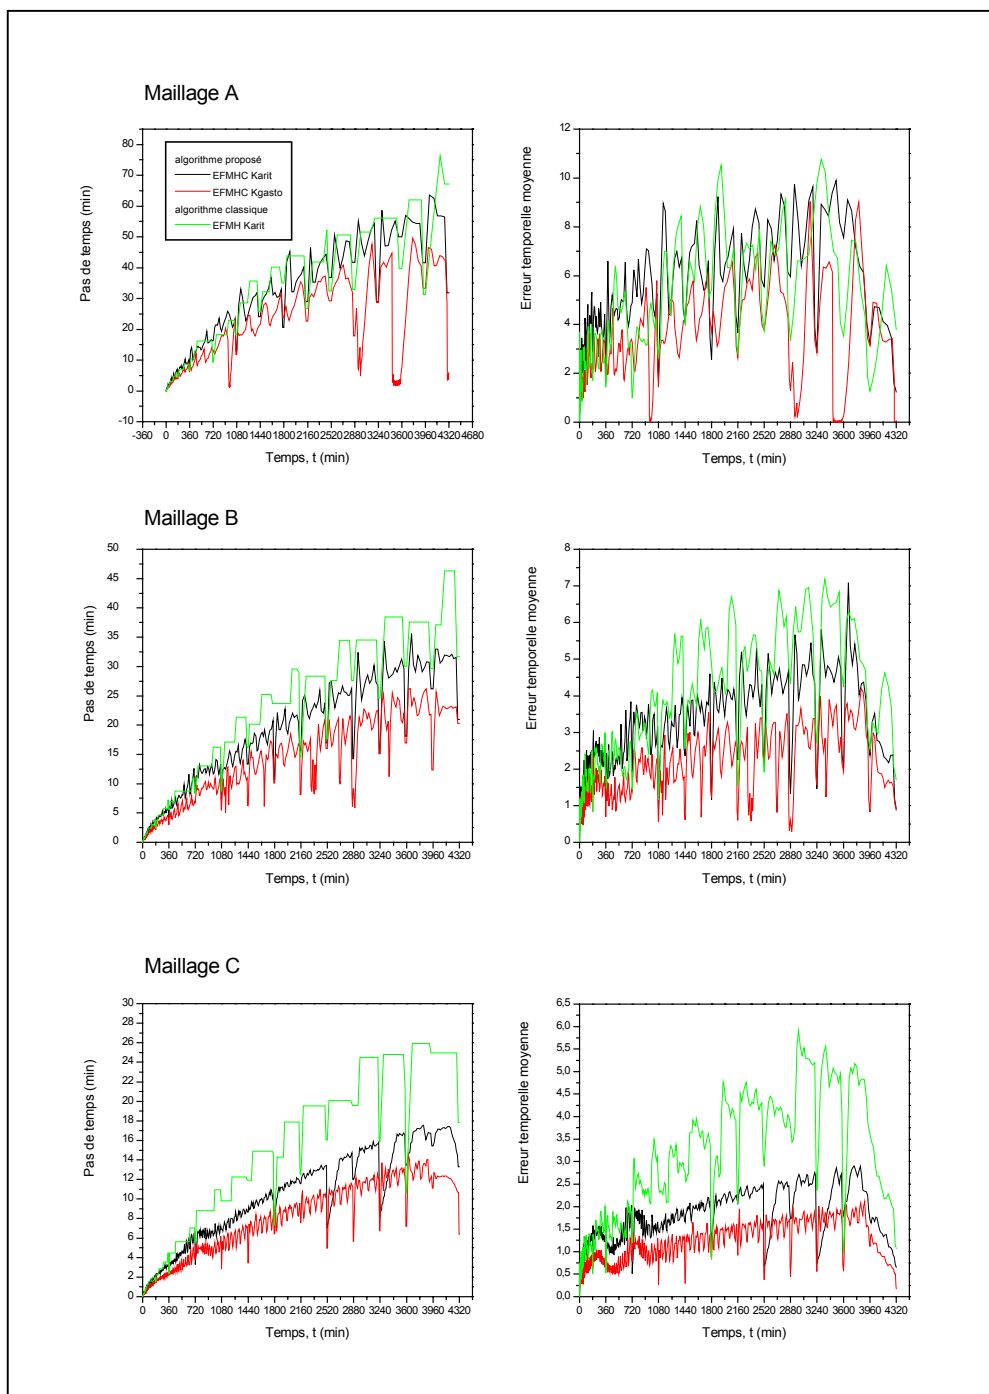 Maillage A
Pas de temps (min)
80
70
60
50
40
30
20
10
0
-10
-360 0 360 720 1080 1440 1800 2160 2520 2880 3240 3600 3960 4320 4680
Temps, t (min)
algorithme proposé
EFMHC Karit
EFMHC Kgasto
algorithme classique
EFMH Karit
Erreur temporelle moyenne
12
10
8
6
4
2
0
0 360 720 1080 1440 1800 2160 2520 2880 3240 3600 3960 4320
Temps, t (min)
Maillage B
Pas de temps (min)
50
45
40
35
30
25
20
15
10
5
0
0 360 720 1080 1440 1800 2160 2520 2880 3240 3600 3960 4320
Temps, t (min)
Erreur temporelle moyenne
8
7
6
5
4
3
2
1
0
0 360 720 1080 1440 1800 2160 2520 2880 3240 3600 3960 4320
Temps, t (min)
Maillage C
Pas de temps (min)
30
28
26
24
22
20
18
16
14
12
10
8
6
4
2
0
0 360 720 1080 1440 1800 2160 2520 2880 3240 3600 3960 4320
Temps, t (min)
Erreur temporelle moyenne
6,5
6,0
5,5
5,0
4,5
4,0
3,5
3,0
2,5
2,0
1,5
1,0
0,5
0,0
0 360 720 1080 1440 1800 2160 2520 2880 3240 3600 3960 4320
Temps, t (min)